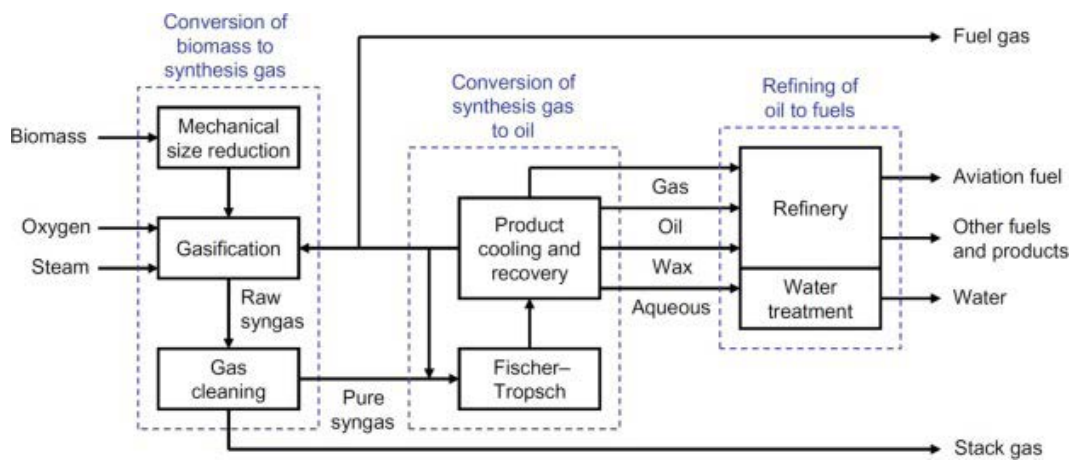 Conversion of
biomass to
synthesis gas
Fuel gas
Conversion of
synthesis gas
to oil
Refining of
oil to fuels
Biomass
Mechanical
size reduction
Gas
Oil
Wax
Aqueous
Refinery
Aviation fuel
Oxygen
Steam
Gasification
Product
cooling and
recovery
Other fuels
and products
Water
treatment
Water
Raw
syngas
Gas
cleaning
Pure
syngas
Fischer–
Tropsch
Stack gas